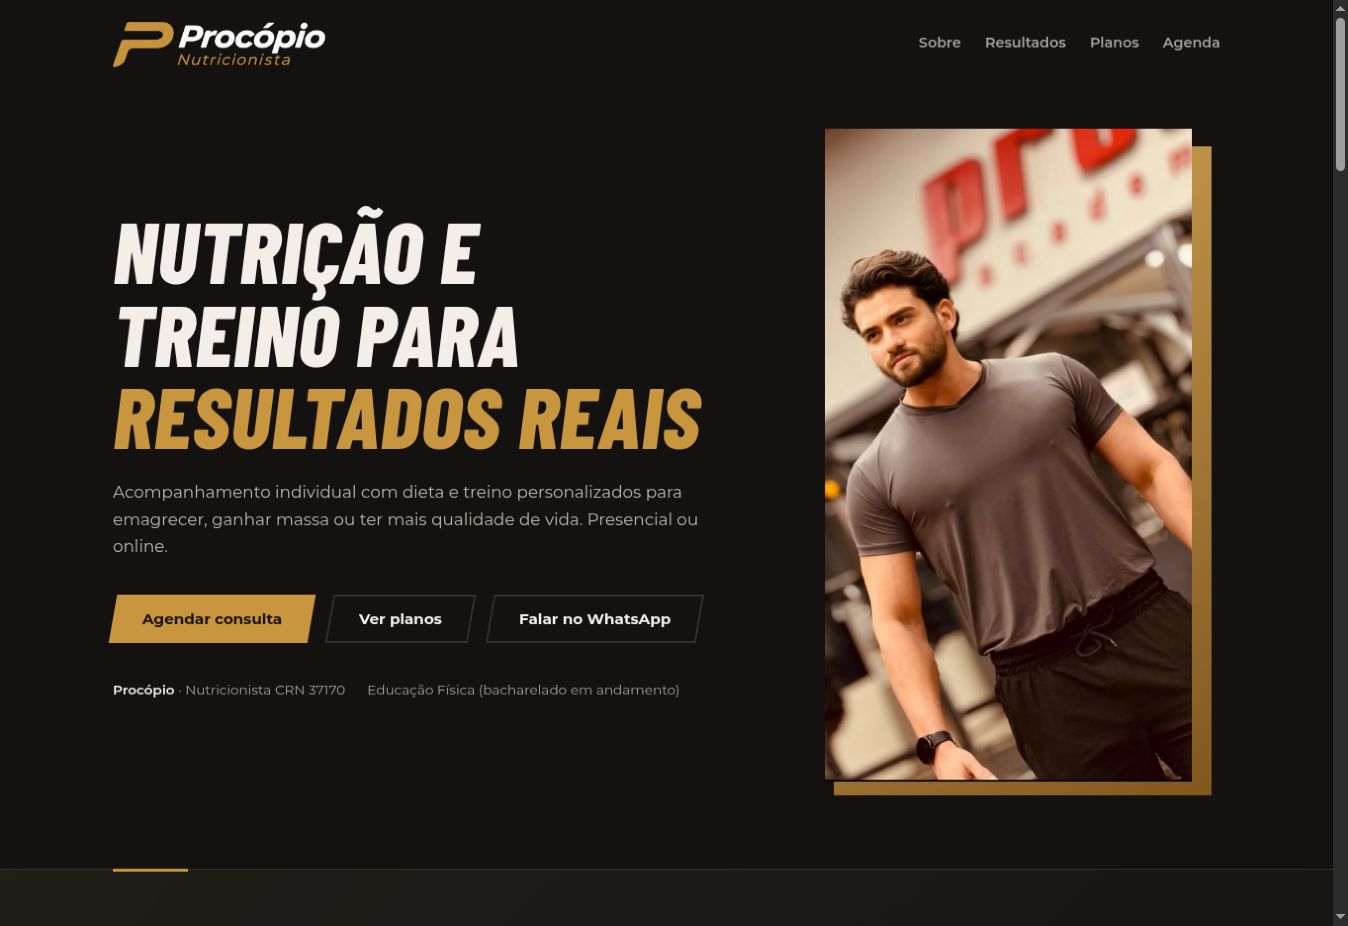 Procópio
Nutricionista
Sobre
Resultados
Planos
Agenda
NUTRIÇÃO E
TREINO PARA
RESULTADOS REAIS
Acompanhamento individual com dieta e treino personalizados para
emagrecer, ganhar massa ou ter mais qualidade de vida. Presencial ou
online.
Agendar consulta
Ver planos
Falar no WhatsApp
Procópio · Nutricionista CRN 37170
Educação Física (bacharelado em andamento)